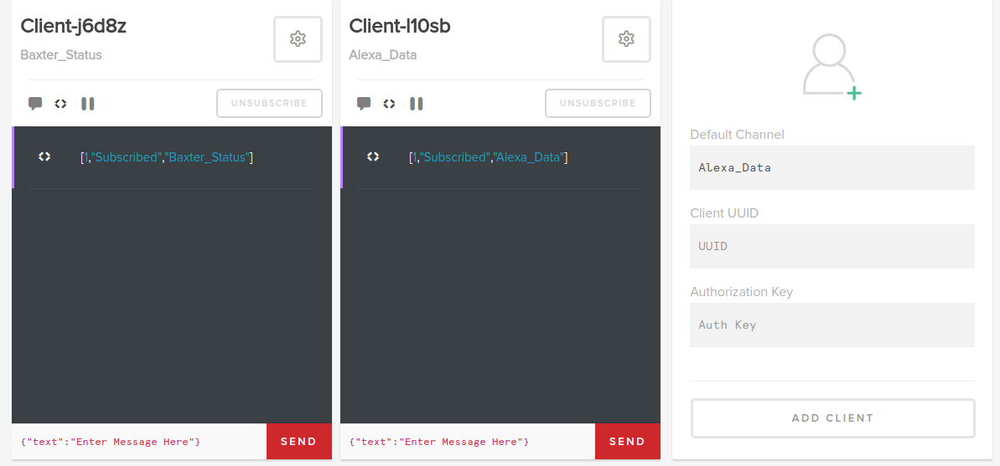 Client-j6d8z
Baxter_Status
UNSUBSCRIBE
[1,"Subscribed","Baxter_Status"]
{"text":"Enter Message Here"}
SEND
Client-l10sb
Alexa_Data
UNSUBSCRIBE
[1,"Subscribed","Alexa_Data"]
{"text":"Enter Message Here"}
SEND
Default Channel
Alexa_Data
Client UUID
UUID
Authorization Key
Auth Key
ADD CLIENT